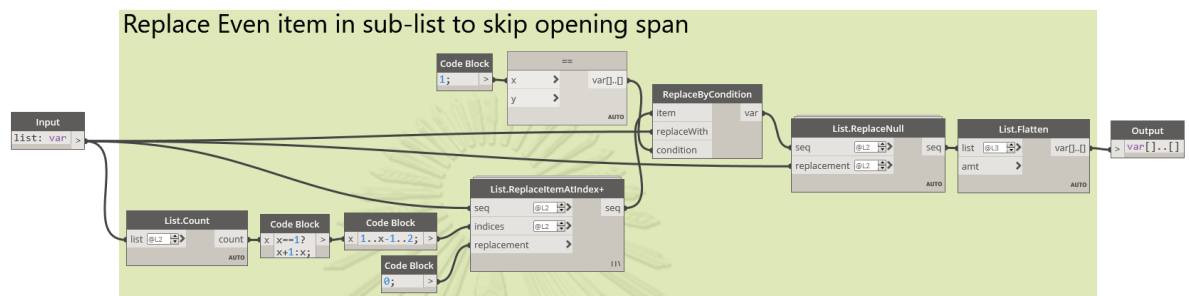 Replace Even item in sub-list to skip opening span
Input
list: var >
Code Block
1; >
==
x > var[]..[]
y >
AUTO
ReplaceByCondition
item var
replaceWith
condition
List.ReplaceNull
seq @L2 > seq
replacement @L2 >
AUTO
List.Flatten
list @L3 > var[]..[]
amt >
AUTO
Output
> var[]..[]
List.ReplaceItemAtIndex+
seq @L2 > seq
indices @L2 >
replacement >
List.Count
list @L2 > count
AUTO
Code Block
x x==1? >
x+1:x;
Code Block
x 1..x-1..2; >
Code Block
0; >